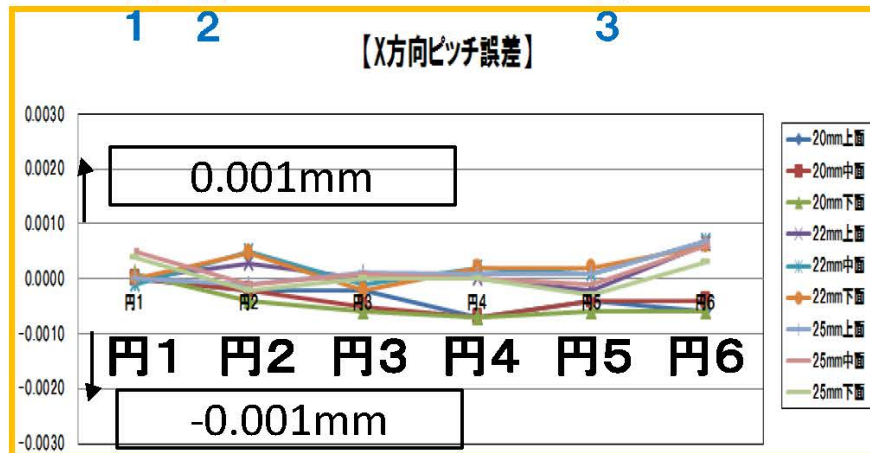 1 2 3
【X方向ピッチ誤差】
0.0030
0.0020
0.0010
0.0000
-0.0010
-0.0020
-0.0030
0.001mm
円1 円2 円3 円4 円5 円6
円1 円2 円3 円4 円5 円6
-0.001mm
20mm上面
20mm中面
20mm下面
22mm上面
22mm中面
22mm下面
25mm上面
25mm中面
25mm下面